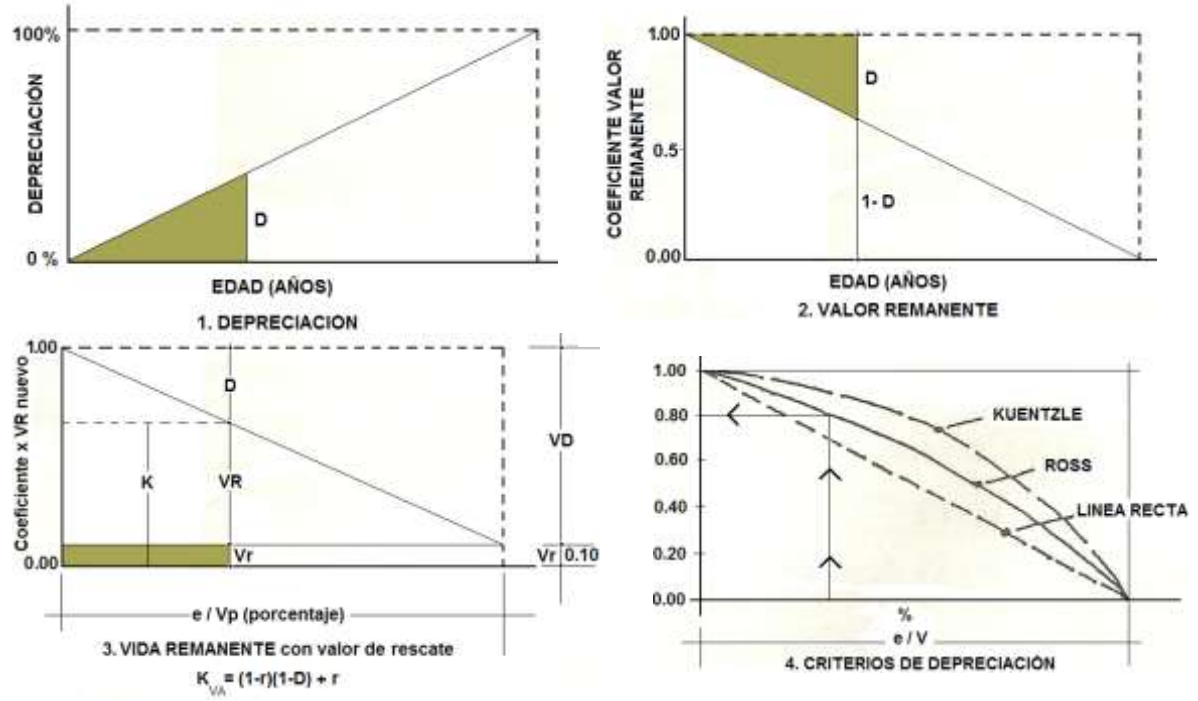 100%
DEPRECIACIÓN
D
0 %
EDAD (AÑOS)
1. DEPRECIACION
1.00
COEFICIENTE VALOR
REMANENTE
D
0.5
1- D
0.00
EDAD (AÑOS)
2. VALOR REMANENTE
1.00
Coeficiente x VR nuevo
D
VD
K
VR
Vr
Vr 0.10
0.00
e / Vp (porcentaje)
3. VIDA REMANENTE con valor de rescate
K VA = (1-r)(1-D) + r
1.00
KUENTZLE
0.80
0.60
ROSS
0.40
LINEA RECTA
0.20
0.00
%
e / V
4. CRITERIOS DE DEPRECIACIÓN